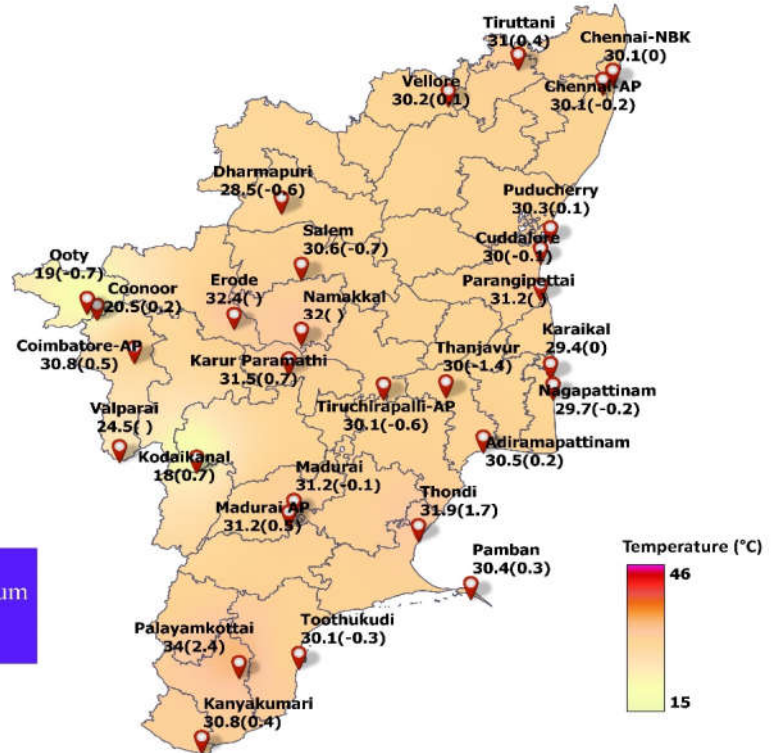 Tiruttani
31(0.4)
Chennai-NBK
30.1(0)
Vellore
30.2(0.1)
Chennai-AP
30.1(-0.2)
Dharmapuri
28.5(-0.6)
Puducherry
30.3(0.1)
Salem
30.6(-0.7)
Cuddalore
30(-0.1)
Ooty
19(-0.7)
Coonoor
20.5(0.2)
Erode
32.4( )
Namakkal
32( )
Parangipettai
31.2( )
Karaikal
29.4(0)
Coimbatore-AP
30.8(0.5)
Karur Paramathi
31.5(0.7)
Thanjavur
30(-1.4)
Nagapattinam
29.7(-0.2)
Tiruchirapalli-AP
30.1(-0.6)
Valparai
24.5( )
Adiramapattinam
30.5(0.2)
Kodaikanal
18(0.7)
Madurai
31.2(-0.1)
Madurai AP
31.2(0.5)
Thondi
31.9(1.7)
Pamban
30.4(0.3)
Temperature (°C)
46
15
um
Palayamkottai
34(2.4)
Toothukudi
30.1(-0.3)
Kanyakumari
30.8(0.4)